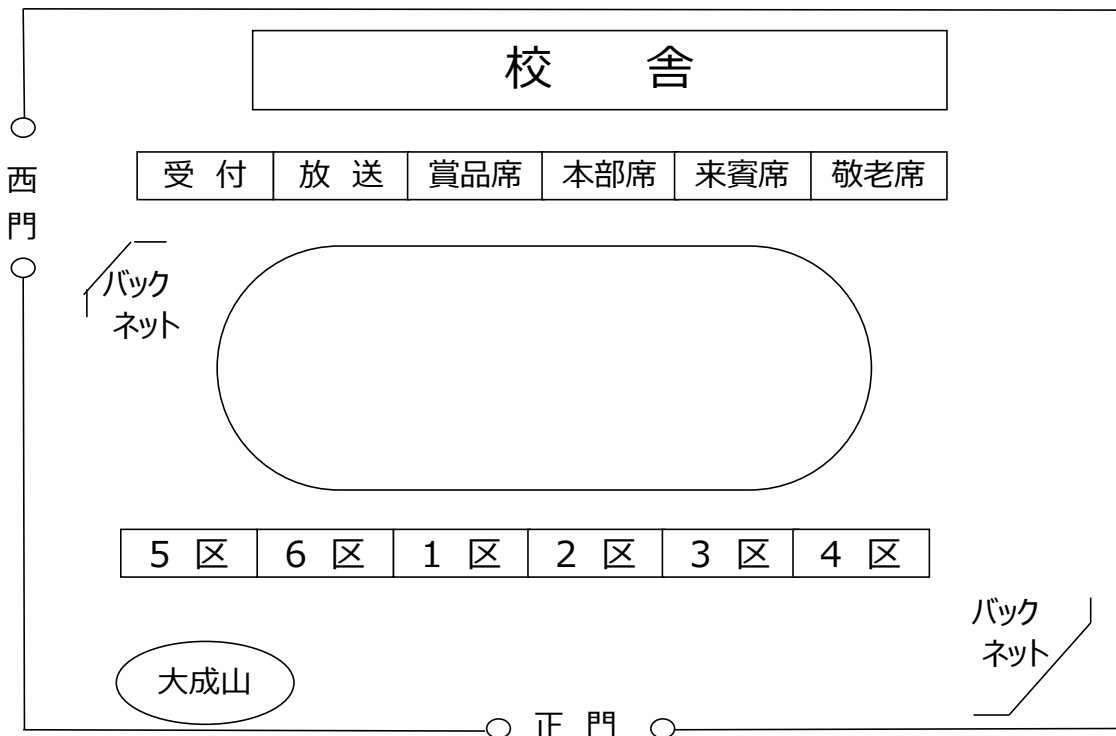 校 舎
受 付 放 送 賞品席 本部席 来賓席 敬老席
西
門
バック
ネット
5 区 6 区 1 区 2 区 3 区 4 区
バック
ネット
大成山
正 門